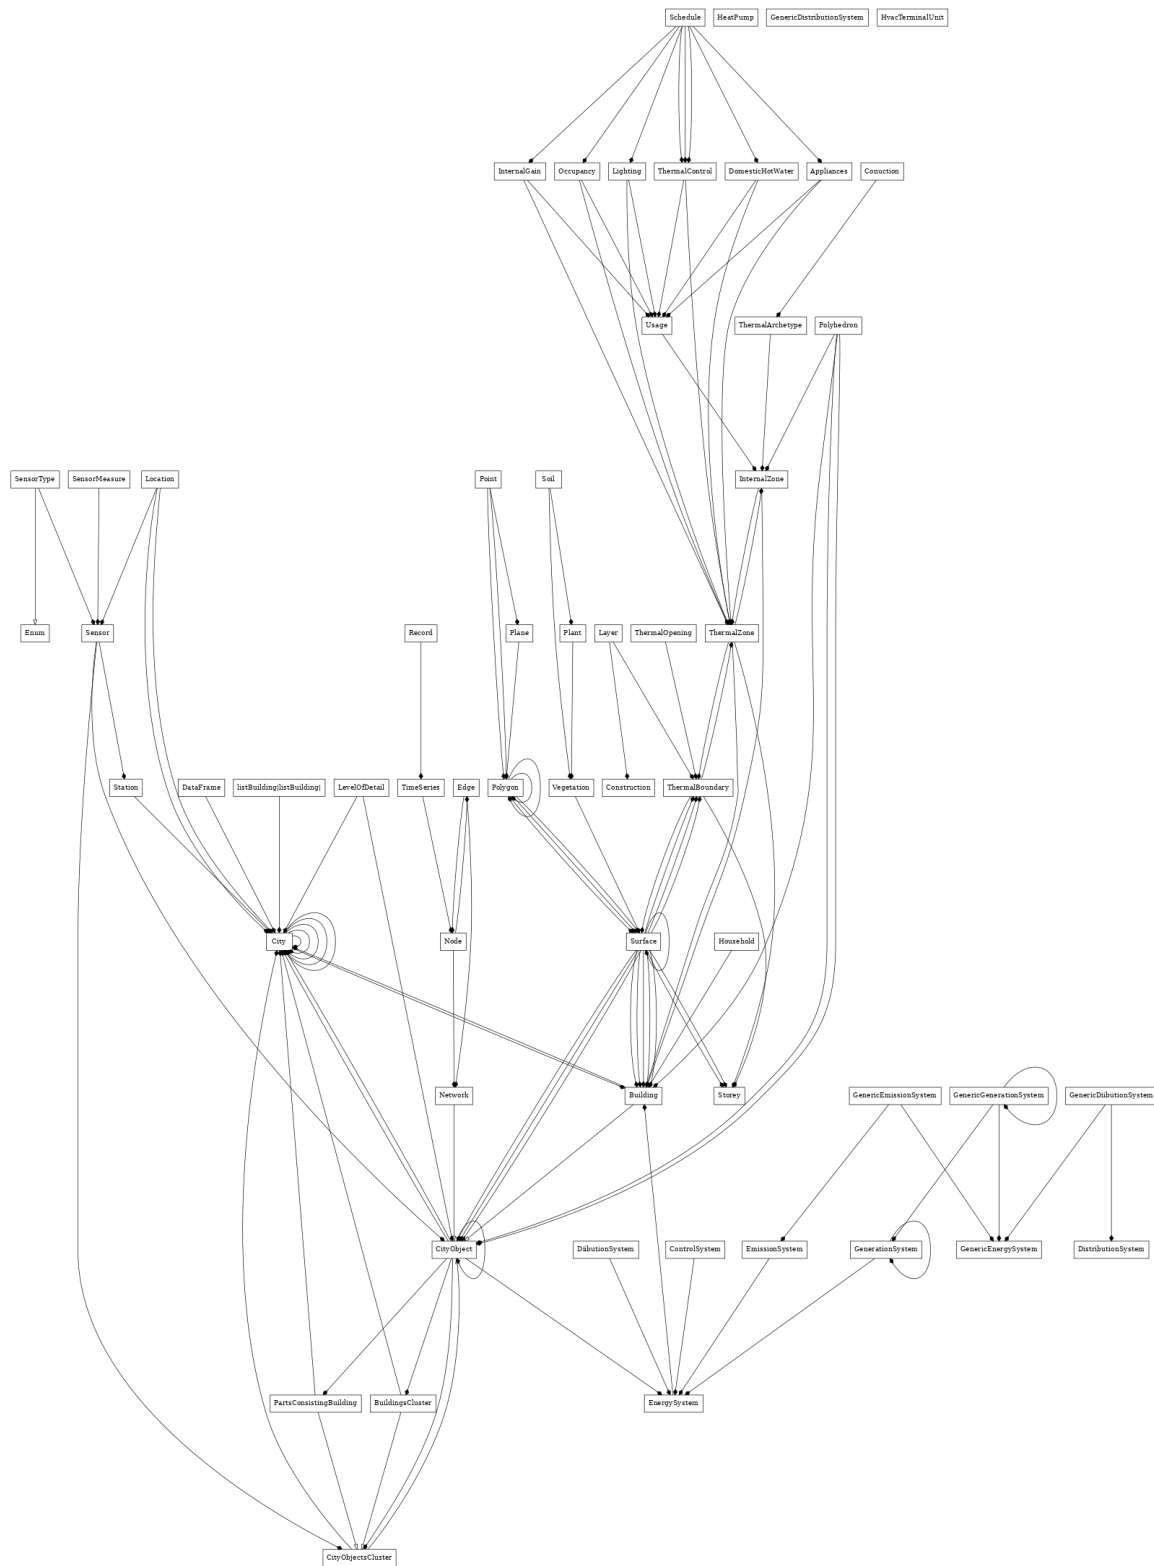 Schedule
HeatPump
GenericDistributionSystem
HvacTerminalUnit
InternalGain
Occupancy
Lighting
ThermalControl
DomesticHotWater
Appliances
Conuction
Usage
ThermalArchetype
Polyhedron
SensorType
SensorMeasure
Location
Point
Soil
InternalZone
Enum
Sensor
Record
Plane
Plant
Layer
ThermalOpening
ThermalZone
Station
DataFrame
listBuilding|listBuilding|
LevelOfDetail
TimeSeries
Edge
Polygon
Vegetation
Construction
ThermalBoundary
City
Node
Surface
Household
Network
Building
Storey
GenericEmissionSystem
GenericGenerationSystem
GenericDiibutionSystem
CityObject
DiibutionSystem
ControlSystem
EmissionSystem
GenerationSystem
GenericEnergySystem
DistributionSystem
PartsConsistingBuilding
BuildingsCluster
EnergySystem
CityObjectsCluster